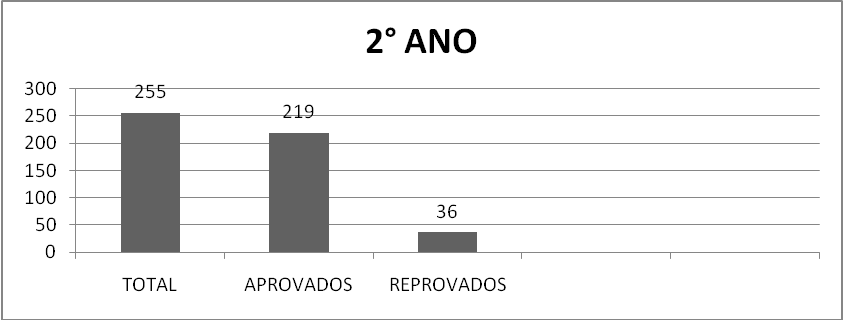 2° ANO
300
250
200
150
100
50
0
255
219
36
TOTAL
APROVADOS
REPROVADOS